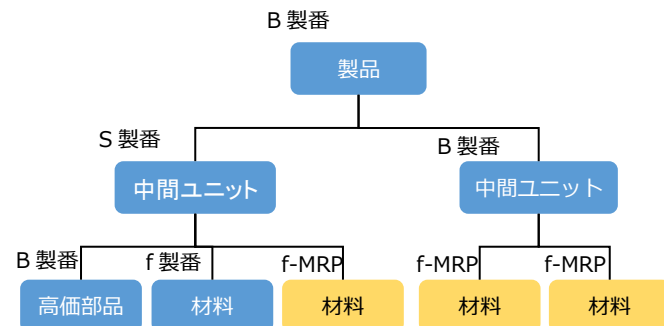 B 製番
製品
S 製番
B 製番
中間ユニット
中間ユニット
B 製番
f 製番
f-MRP
f-MRP
f-MRP
高価部品
材料
材料
材料
材料